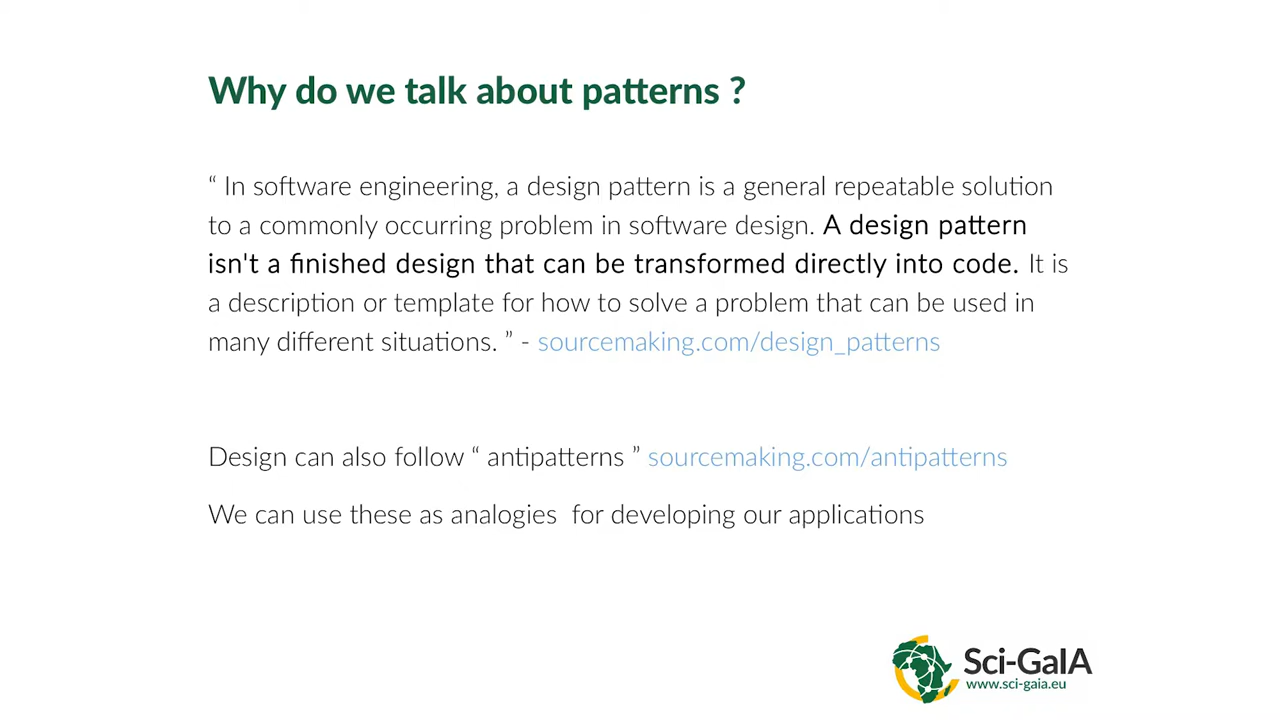 Why do we talk about patterns ?
“ In software engineering, a design pattern is a general repeatable solution
to a commonly occurring problem in software design. A design pattern
isn't a finished design that can be transformed directly into code. It is
a description or template for how to solve a problem that can be used in
many different situations. ” - sourcemaking.com/design_patterns
Design can also follow “ antipatterns ” sourcemaking.com/antipatterns
We can use these as analogies  for developing our applications
Sci-GaIA
www.sci-gaia.eu